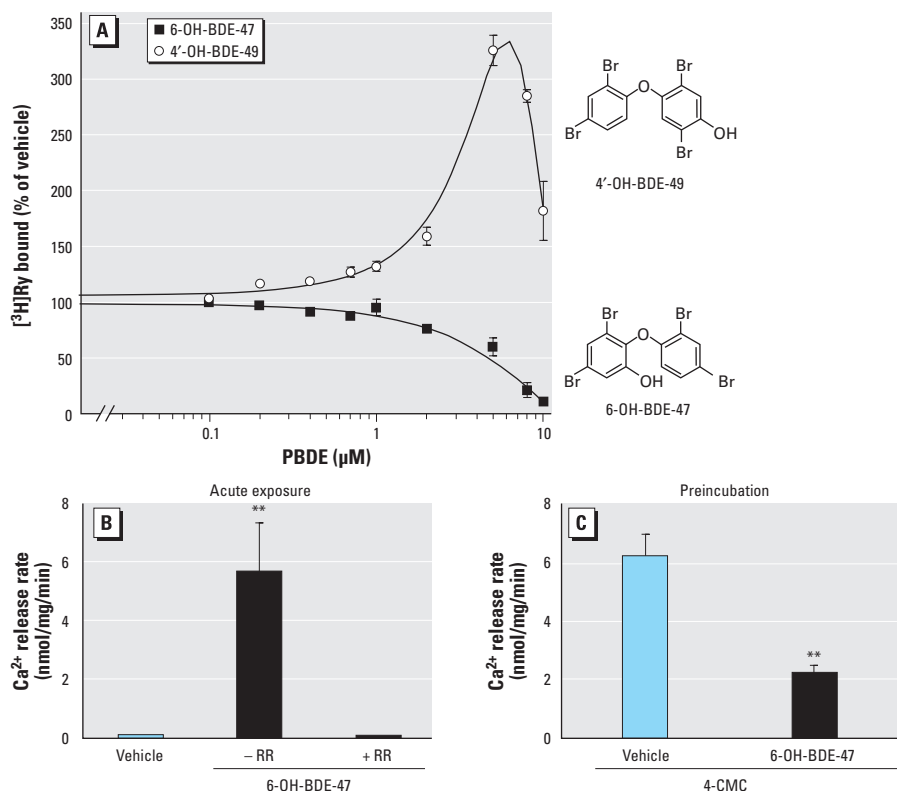 A
6-OH-BDE-47
4′-OH-BDE-49
[³H]Ry bound (% of vehicle)
350
300
250
200
150
100
50
0
0.1
1
10
PBDE (µM)
Br
Br
O
Br
OH
Br
4′-OH-BDE-49
Br
Br
O
Br
OH
Br
6-OH-BDE-47
Acute exposure
B
Ca²⁺ release rate
(nmol/mg/min)
8
6
4
2
0
**
Vehicle
– RR
+ RR
6-OH-BDE-47
Preincubation
C
Ca²⁺ release rate
(nmol/mg/min)
8
6
4
2
0
**
Vehicle
6-OH-BDE-47
4-CMC